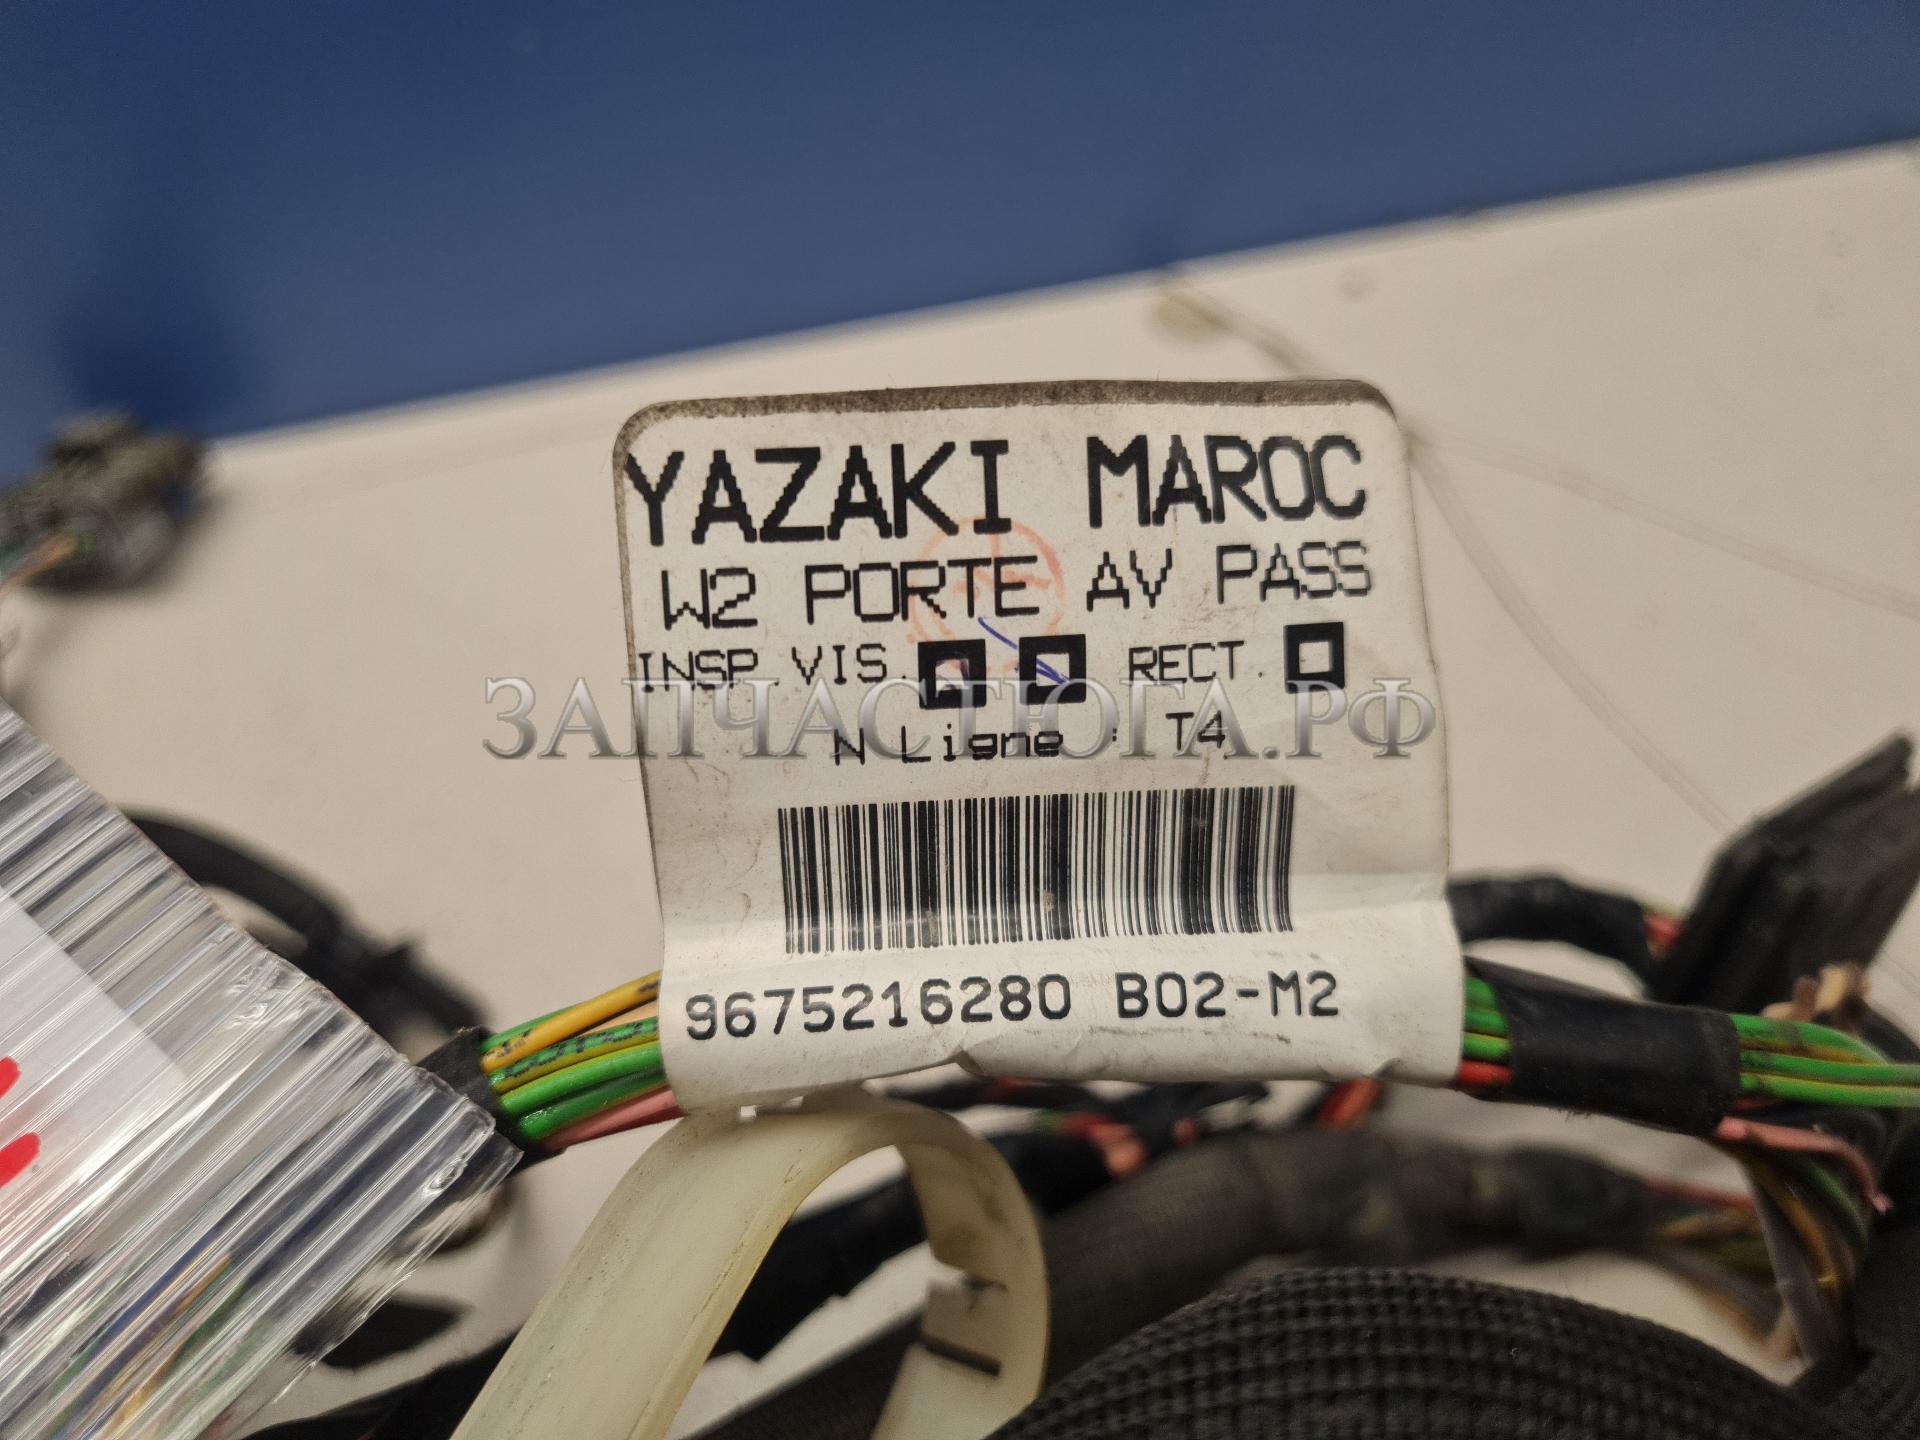 YAZAKI MAROC
W2 PORTE AV PASS
INSP.VIS. RECT.
ЗАПЧАСТЮГА.РФ
N Ligne : T4
9675216280 B02-M2